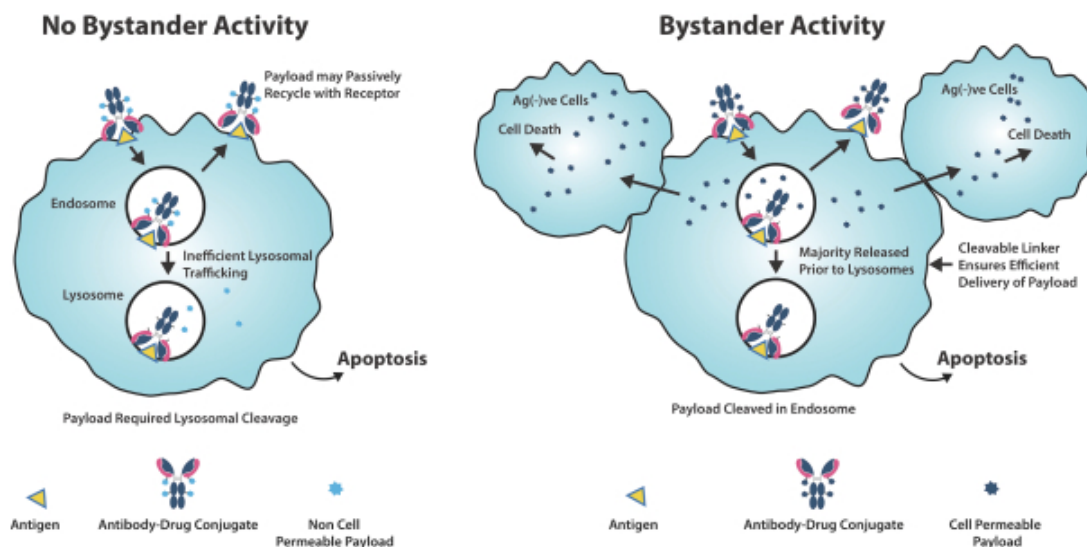 No Bystander Activity
Payload may Passively
Recycle with Receptor
Endosome
Inefficient Lysosomal
Trafficking
Lysosome
Apoptosis
Payload Required Lysosomal Cleavage
Antigen
Antibody-Drug Conjugate
Non Cell
Permeable Payload
Bystander Activity
Ag(-)ve Cells
Cell Death
Ag(-)ve Cells
Cell Death
Majority Released
Prior to Lysosomes
Cleavable Linker
Ensures Efficient
Delivery of Payload
Apoptosis
Payload Cleaved in Endosome
Antigen
Antibody-Drug Conjugate
Cell Permeable
Payload